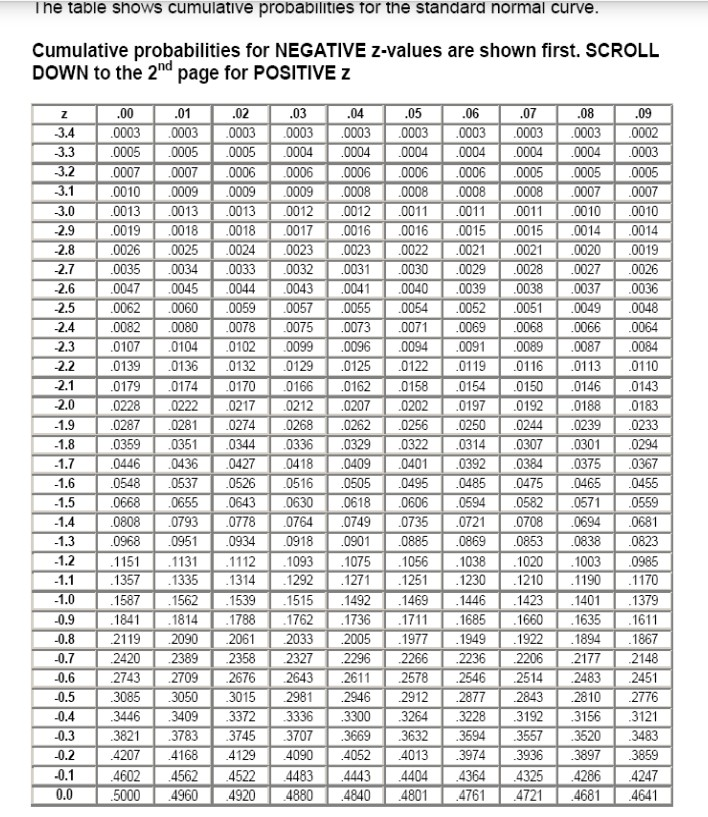 The table shows cumulative probabilities for the standard normal curve.
Cumulative probabilities for NEGATIVE z-values are shown first. SCROLL
DOWN to the 2nd page for POSITIVE z
z .00 .01 .02 .03 .04 .05 .06 .07 .08 .09
-3.4 .0003 .0003 .0003 .0003 .0003 .0003 .0003 .0003 .0003 .0002
-3.3 .0005 .0005 .0005 .0004 .0004 .0004 .0004 .0004 .0004 .0003
-3.2 .0007 .0007 .0006 .0006 .0006 .0006 .0006 .0005 .0005 .0005
-3.1 .0010 .0009 .0009 .0009 .0008 .0008 .0008 .0008 .0007 .0007
-3.0 .0013 .0013 .0013 .0012 .0012 .0011 .0011 .0011 .0010 .0010
-2.9 .0019 .0018 .0018 .0017 .0016 .0016 .0015 .0015 .0014 .0014
-2.8 .0026 .0025 .0024 .0023 .0023 .0022 .0021 .0021 .0020 .0019
-2.7 .0035 .0034 .0033 .0032 .0031 .0030 .0029 .0028 .0027 .0026
-2.6 .0047 .0045 .0044 .0043 .0041 .0040 .0039 .0038 .0037 .0036
-2.5 .0062 .0060 .0059 .0057 .0055 .0054 .0052 .0051 .0049 .0048
-2.4 .0082 .0080 .0078 .0075 .0073 .0071 .0069 .0068 .0066 .0064
-2.3 .0107 .0104 .0102 .0099 .0096 .0094 .0091 .0089 .0087 .0084
-2.2 .0139 .0136 .0132 .0129 .0125 .0122 .0119 .0116 .0113 .0110
-2.1 .0179 .0174 .0170 .0166 .0162 .0158 .0154 .0150 .0146 .0143
-2.0 .0228 .0222 .0217 .0212 .0207 .0202 .0197 .0192 .0188 .0183
-1.9 .0287 .0281 .0274 .0268 .0262 .0256 .0250 .0244 .0239 .0233
-1.8 .0359 .0351 .0344 .0336 .0329 .0322 .0314 .0307 .0301 .0294
-1.7 .0446 .0436 .0427 .0418 .0409 .0401 .0392 .0384 .0375 .0367
-1.6 .0548 .0537 .0526 .0516 .0505 .0495 .0485 .0475 .0465 .0455
-1.5 .0668 .0655 .0643 .0630 .0618 .0606 .0594 .0582 .0571 .0559
-1.4 .0808 .0793 .0778 .0764 .0749 .0735 .0721 .0708 .0694 .0681
-1.3 .0968 .0951 .0934 .0918 .0901 .0885 .0869 .0853 .0838 .0823
-1.2 .1151 .1131 .1112 .1093 .1075 .1056 .1038 .1020 .1003 .0985
-1.1 .1357 .1335 .1314 .1292 .1271 .1251 .1230 .1210 .1190 .1170
-1.0 .1587 .1562 .1539 .1515 .1492 .1469 .1446 .1423 .1401 .1379
-0.9 .1841 .1814 .1788 .1762 .1736 .1711 .1685 .1660 .1635 .1611
-0.8 .2119 .2090 .2061 .2033 .2005 .1977 .1949 .1922 .1894 .1867
-0.7 .2420 .2389 .2358 .2327 .2296 .2266 .2236 .2206 .2177 .2148
-0.6 .2743 .2709 .2676 .2643 .2611 .2578 .2546 .2514 .2483 .2451
-0.5 .3085 .3050 .3015 .2981 .2946 .2912 .2877 .2843 .2810 .2776
-0.4 .3446 .3409 .3372 .3336 .3300 .3264 .3228 .3192 .3156 .3121
-0.3 .3821 .3783 .3745 .3707 .3669 .3632 .3594 .3557 .3520 .3483
-0.2 .4207 .4168 .4129 .4090 .4052 .4013 .3974 .3936 .3897 .3859
-0.1 .4602 .4562 .4522 .4483 .4443 .4404 .4364 .4325 .4286 .4247
0.0 .5000 .4960 .4920 .4880 .4840 .4801 .4761 .4721 .4681 .4641